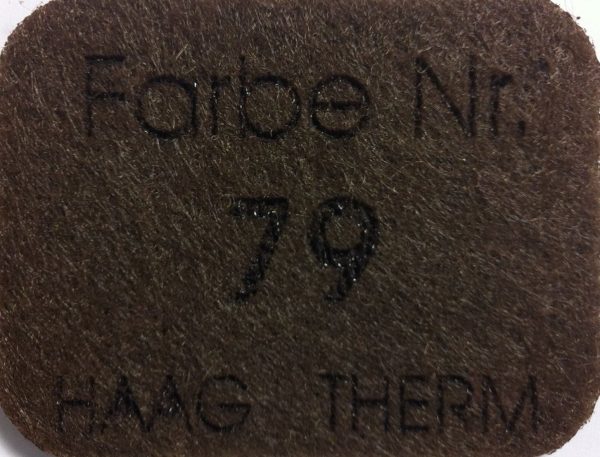 Farbe Nr.
79
HAAG THERM